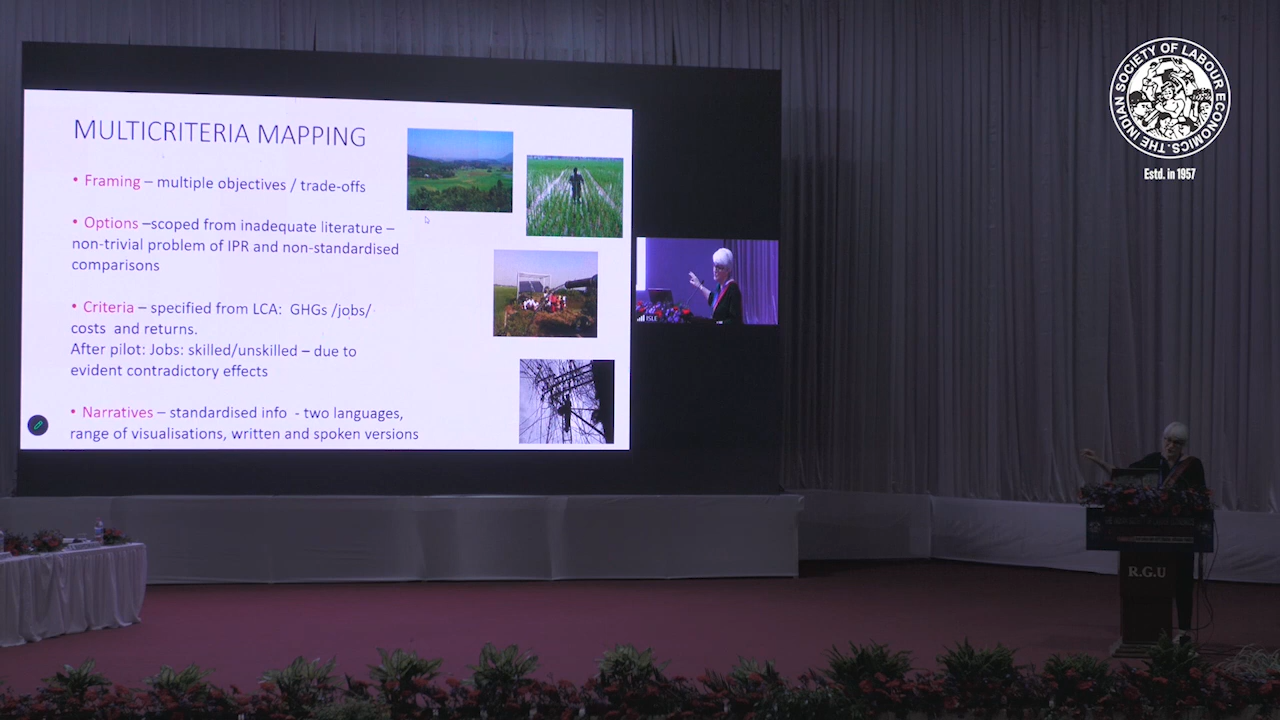 MULTICRITERIA MAPPING
• Framing – multiple objectives / trade-offs
• Options –scoped from inadequate literature –
non-trivial problem of IPR and non-standardised
comparisons
• Criteria – specified from LCA: GHGs /jobs/
costs and returns.
After pilot: Jobs: skilled/unskilled – due to
evident contradictory effects
• Narratives – standardised info - two languages,
range of visualisations, written and spoken versions
ISLE
THE INDIAN SOCIETY OF LABOUR ECONOMICS.
Estd. in 1957
R.G.U